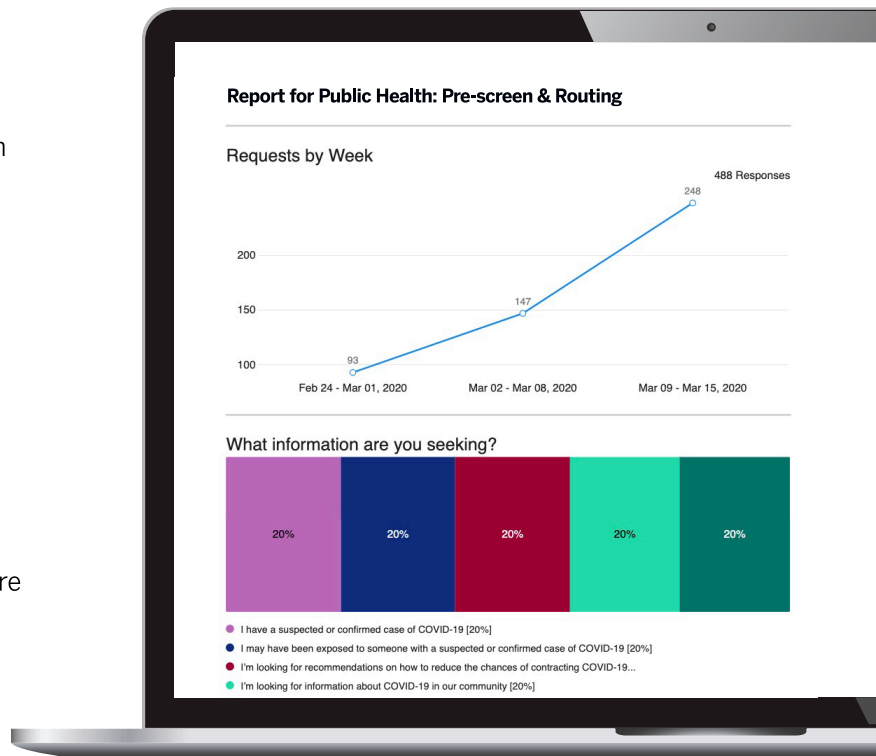 Report for Public Health: Pre-screen & Routing
Requests by Week
488 Responses
248
200
150
147
100
93
Feb 24 - Mar 01, 2020 Mar 02 - Mar 08, 2020 Mar 09 - Mar 15, 2020
What information are you seeking?
20% 20% 20% 20% 20%
I have a suspected or confirmed case of COVID-19 [20%]
I may have been exposed to someone with a suspected or confirmed case of COVID-19 [20%]
I'm looking for recommendations on how to reduce the chances of contracting COVID-19...
I'm looking for information about COVID-19 in our community [20%]